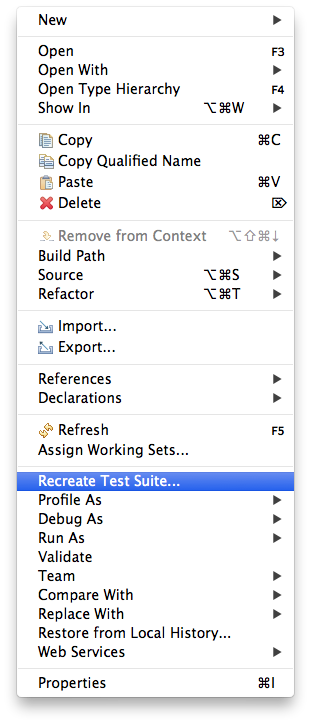 New
Open F3
Open With
Open Type Hierarchy F4
Show In ⌥⌘W
Copy ⌘C
Copy Qualified Name
Paste ⌘V
Delete ⌦
Remove from Context ⌥⇧⌘↓
Build Path
Source ⌥⌘S
Refactor ⌥⌘T
Import...
Export...
References
Declarations
Refresh F5
Assign Working Sets...
Recreate Test Suite...
Profile As
Debug As
Run As
Validate
Team
Compare With
Replace With
Restore from Local History...
Web Services
Properties ⌘I